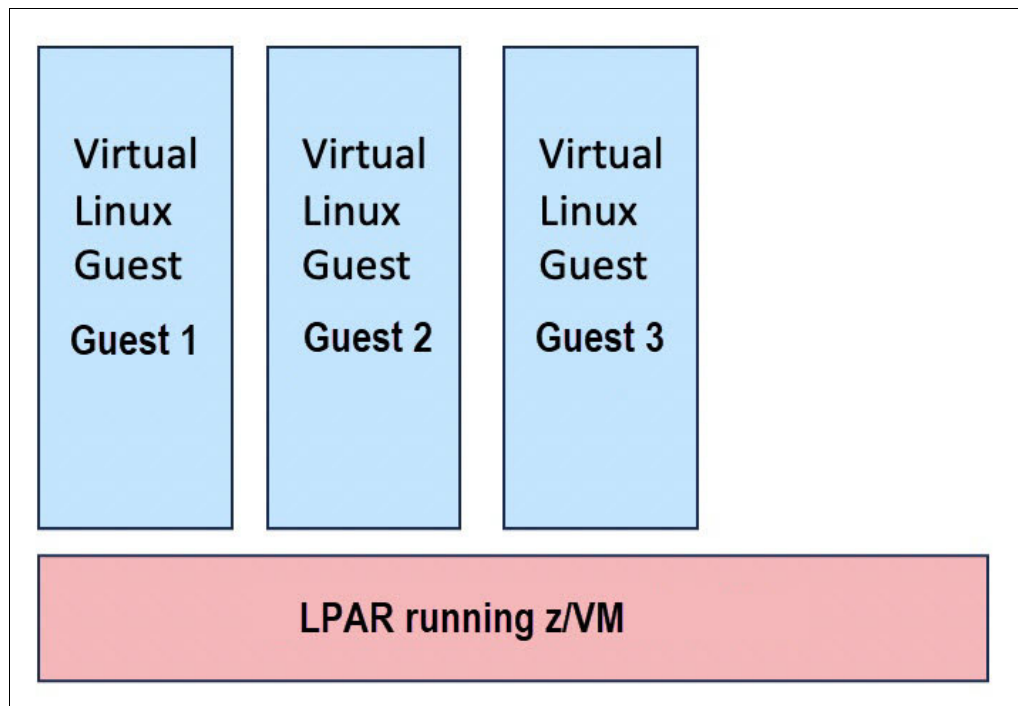 Virtual
Linux
Guest
Guest 1
Virtual
Linux
Guest
Guest 2
Virtual
Linux
Guest
Guest 3
LPAR running z/VM